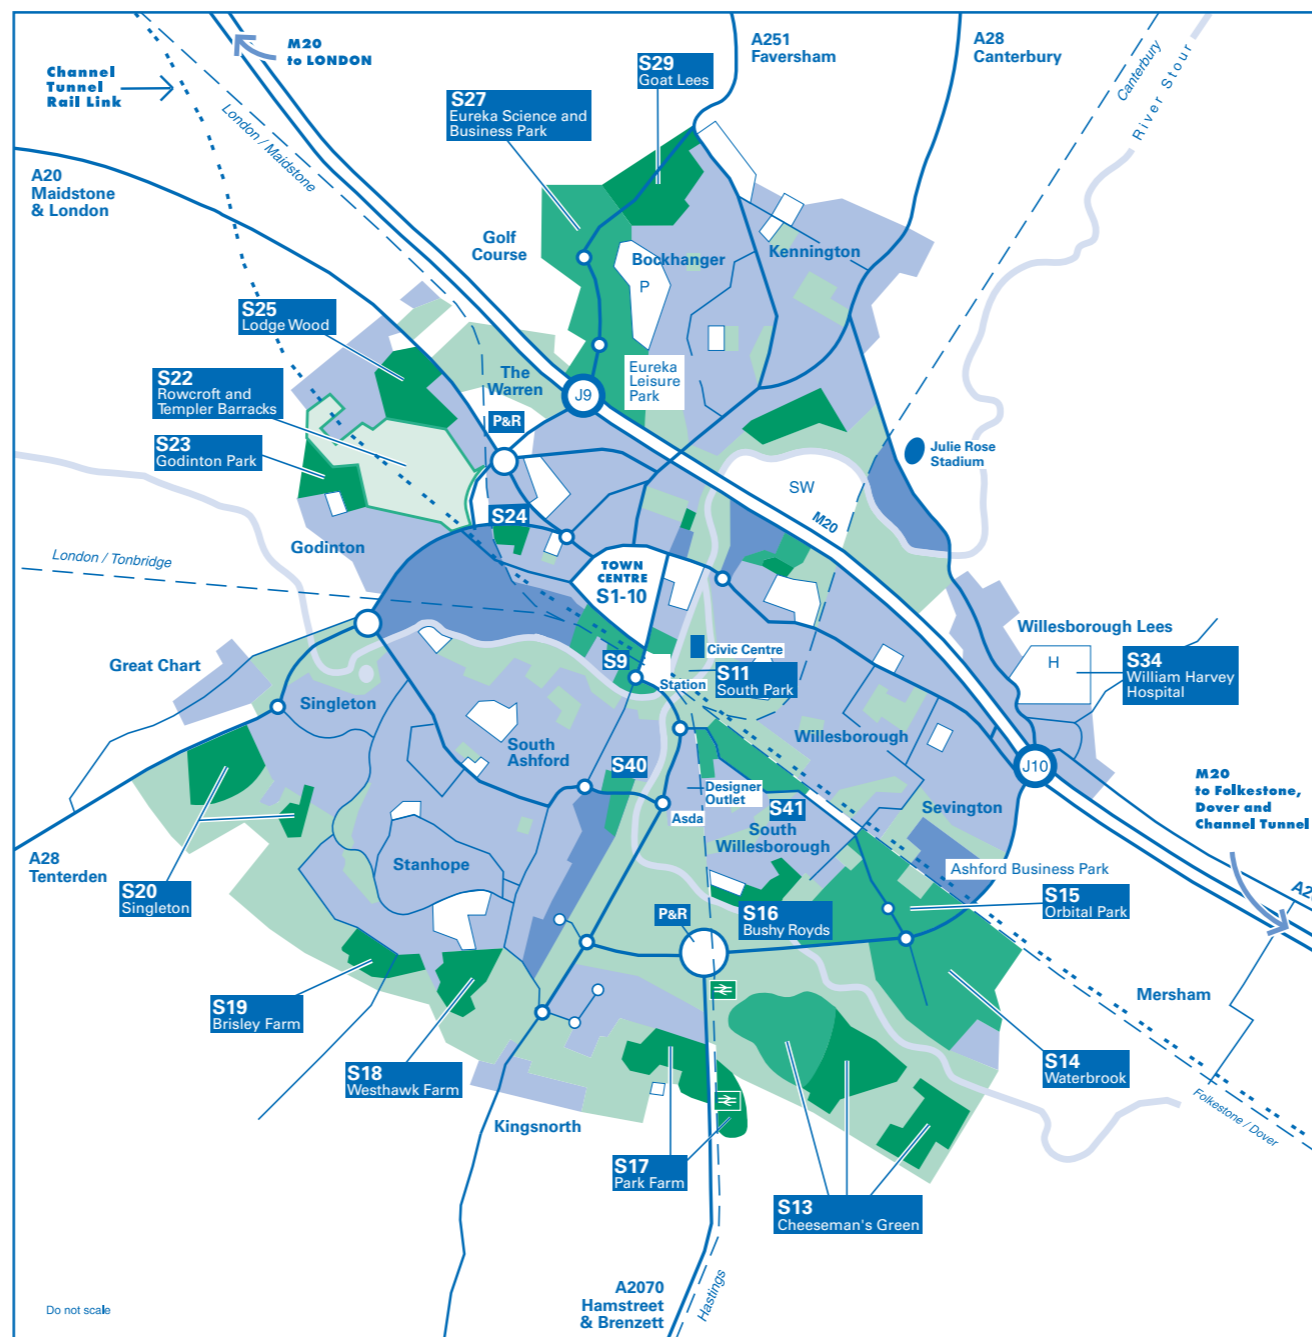 M20
to LONDON
Channel
Tunnel
Rail Link
A251
Faversham
A28
Canterbury
Canterbury
River Stour
S29
Goat Lees
S27
Eureka Science and
Business Park
London / Maidstone
A20
Maidstone
& London
Golf
Course
Bockhanger
P
Kennington
S25
Lodge Wood
The
Warren
Eureka
Leisure
Park
S22
Rowcroft and
Templer Barracks
J9
P&R
S23
Godinton Park
Julie Rose
Stadium
SW
M20
S24
Godinton
London / Tonbridge
TOWN
CENTRE
S1-10
Willesborough Lees
Civic Centre
H
S34
William Harvey
Hospital
Great Chart
S9
S11
South Park
Station
Singleton
South
Ashford
Willesborough
S40
J10
M20
to Folkestone,
Dover and
Channel Tunnel
Designer
Outlet
S41
Sevington
Asda
South
Willesborough
A28
Tenterden
Stanhope
Ashford Business Park
S20
Singleton
S15
Orbital Park
A2
P&R
S16
Bushy Royds
S19
Brisley Farm
Mersham
S18
Westhawk Farm
S14
Waterbrook
Folkestone / Dover
Kingsnorth
S17
Park Farm
S13
Cheeseman's Green
A2070
Hamstreet
& Brenzett
Hastings
Do not scale